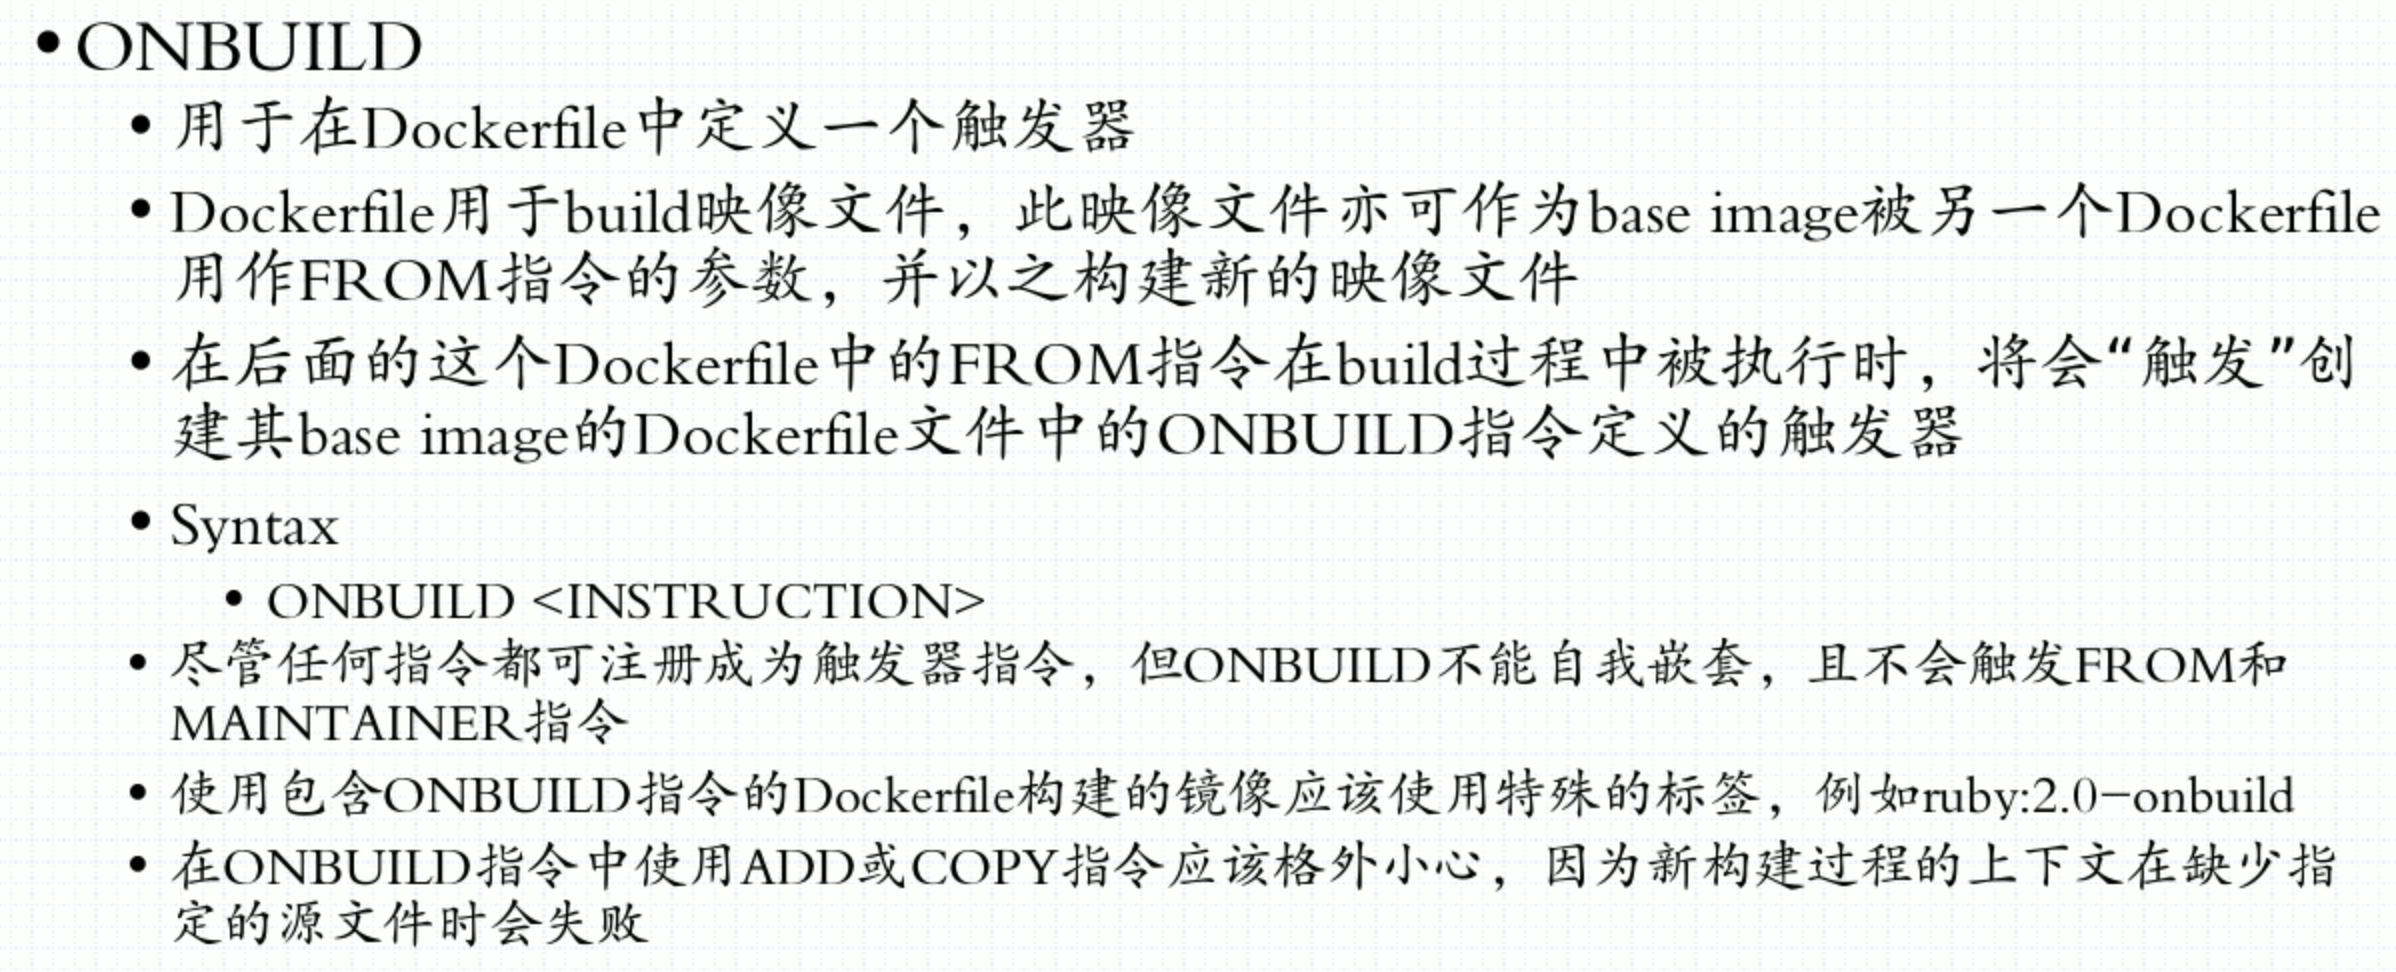 • ONBUILD
• 用于在Dockerfile中定义一个触发器
• Dockerfile用于build映像文件，此映像文件亦可作为base image被另一个Dockerfile
用作FROM指令的参数，并以之构建新的映像文件
• 在后面的这个Dockerfile中的FROM指令在build过程中被执行时，将会“触发”创
建其base image的Dockerfile文件中的ONBUILD指令定义的触发器
• Syntax
• ONBUILD <INSTRUCTION>
• 尽管任何指令都可注册成为触发器指令，但ONBUILD不能自我嵌套，且不会触发FROM和
MAINTAINER指令
• 使用包含ONBUILD指令的Dockerfile构建的镜像应该使用特殊的标签，例如ruby:2.0-onbuild
• 在ONBUILD指令中使用ADD或COPY指令应该格外小心，因为新构建过程的上下文在缺少指
定的源文件时会失败